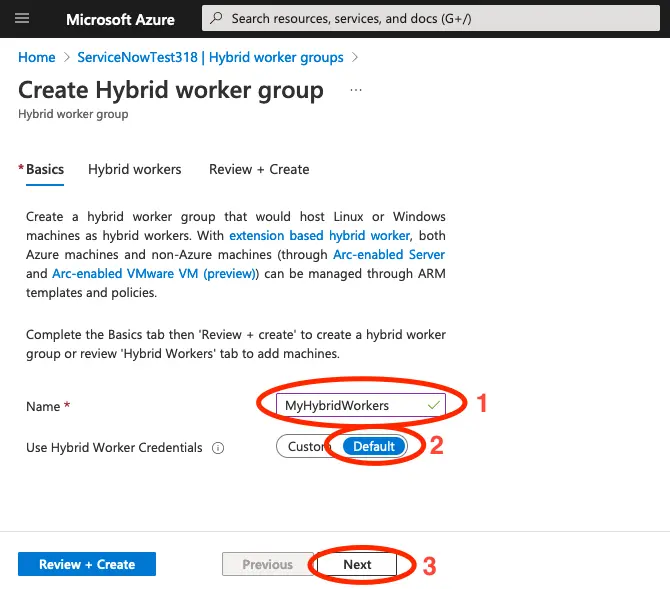 Microsoft Azure
Search resources, services, and docs (G+/)
Home > ServiceNowTest318 | Hybrid worker groups >
Create Hybrid worker group ...
Hybrid worker group
* Basics Hybrid workers Review + Create
Create a hybrid worker group that would host Linux or Windows
machines as hybrid workers. With extension based hybrid worker, both
Azure machines and non-Azure machines (through Arc-enabled Server
and Arc-enabled VMware VM (preview)) can be managed through ARM
templates and policies.
Complete the Basics tab then 'Review + create' to create a hybrid worker
group or review 'Hybrid Workers' tab to add machines.
Name * MyHybridWorkers 1
Use Hybrid Worker Credentials Custom Default 2
Review + Create Previous Next 3